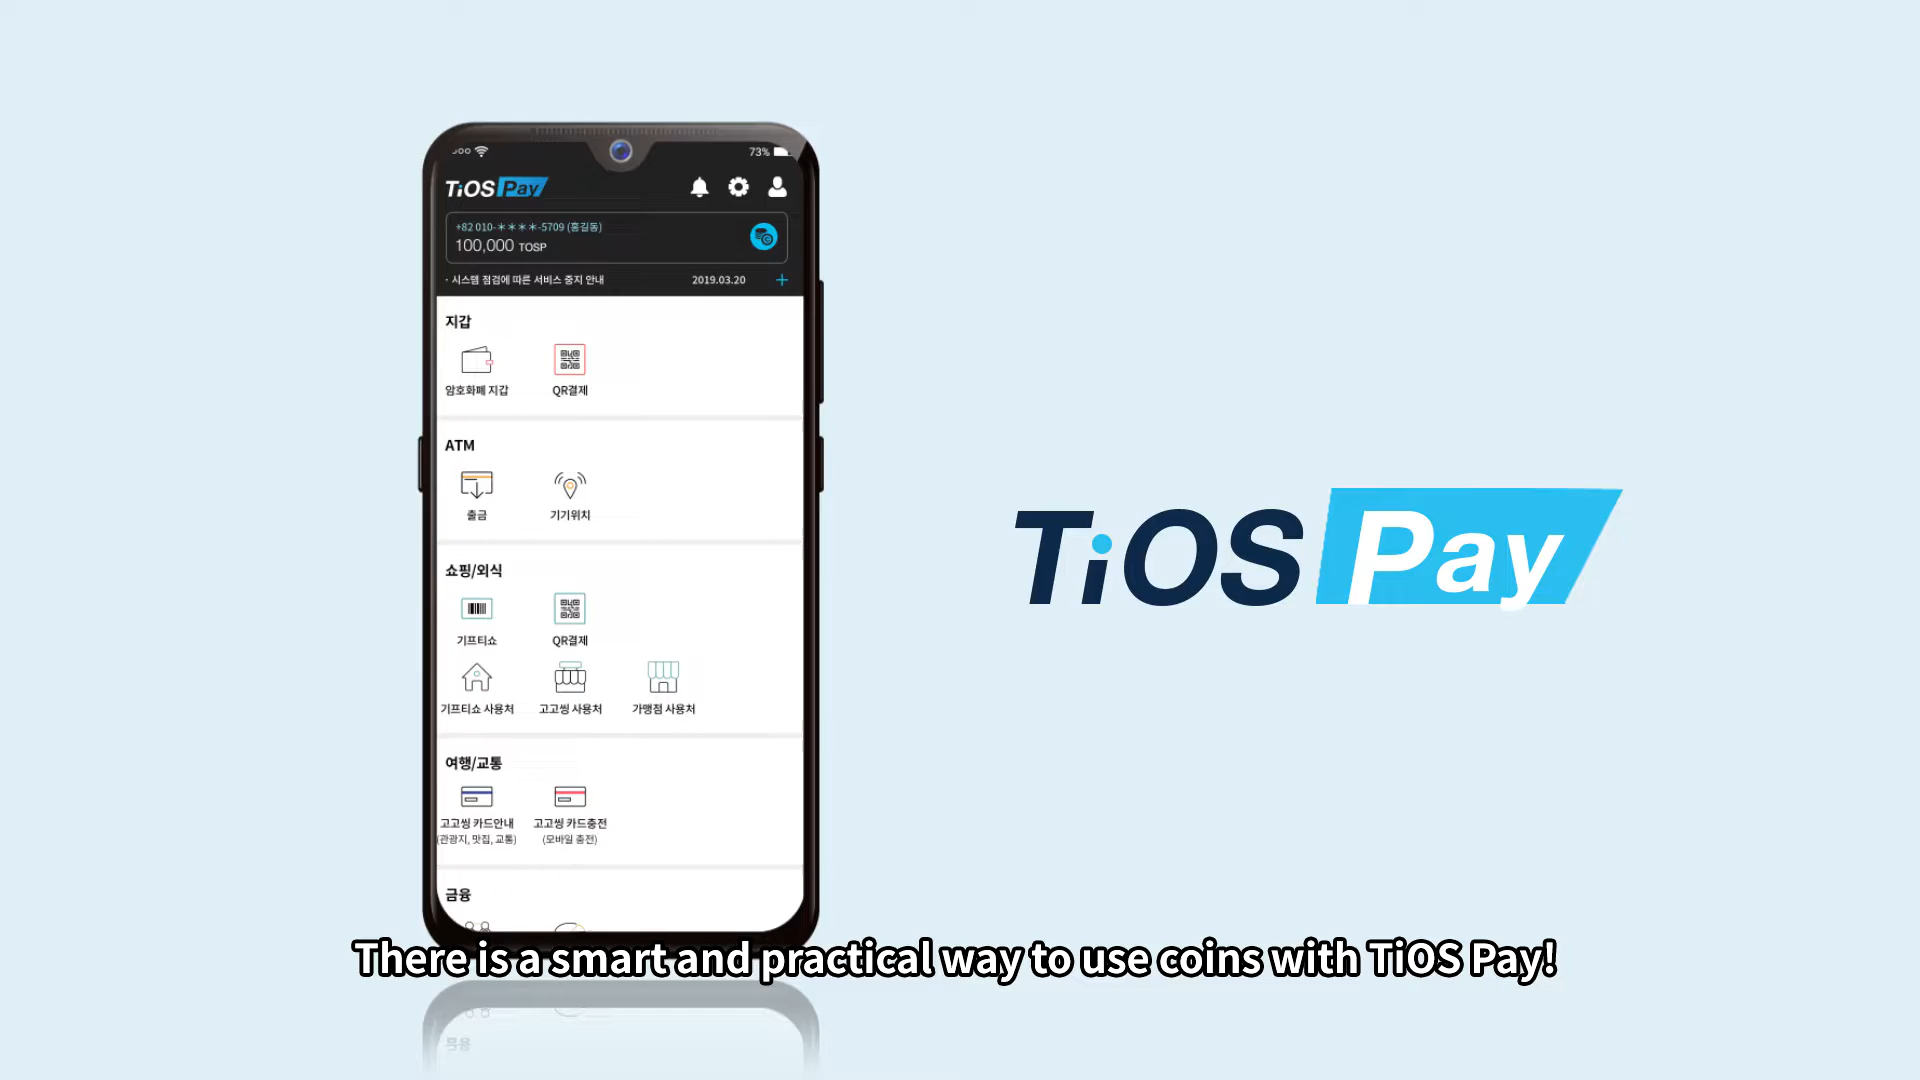 73%
TiOS Pay
+82 010-****-5709 (홍길동)
100,000 TOSP
· 시스템 점검에 따른 서비스 중지 안내 2019.03.20 +
지갑
암호화폐 지갑 QR결제
ATM
출금 기기위치
쇼핑/외식
기프티쇼 QR결제
기프티쇼 사용처 고고씽 사용처 가맹점 사용처
여행/교통
고고씽 카드안내 고고씽 카드충전
(관광지, 맛집, 교통) (모바일 충전)
금융
TiOS Pay
There is a smart and practical way to use coins with TiOS Pay!